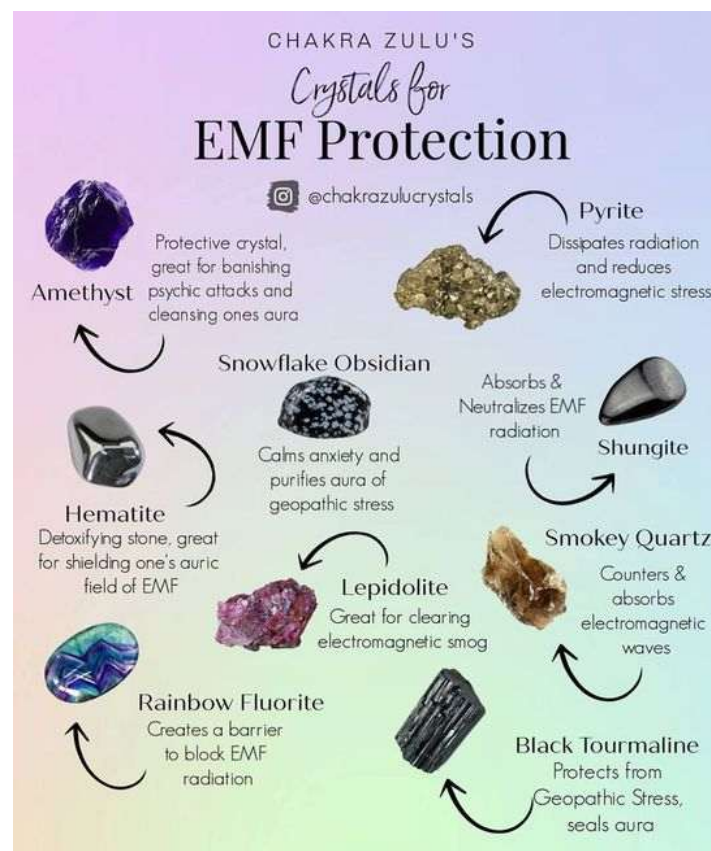 CHAKRA ZULU'S
Crystals for
EMF Protection
@chakrazulucrystals
Amethyst
Protective crystal,
great for banishing
psychic attacks and
cleansing ones aura
Pyrite
Dissipates radiation
and reduces
electromagnetic stress
Snowflake Obsidian
Calms anxiety and
purifies aura of
geopathic stress
Absorbs &
Neutralizes EMF
radiation
Shungite
Hematite
Detoxifying stone, great
for shielding one's auric
field of EMF
Lepidolite
Great for clearing
electromagnetic smog
Smokey Quartz
Counters &
absorbs
electromagnetic
waves
Rainbow Fluorite
Creates a barrier
to block EMF
radiation
Black Tourmaline
Protects from
Geopathic Stress,
seals aura